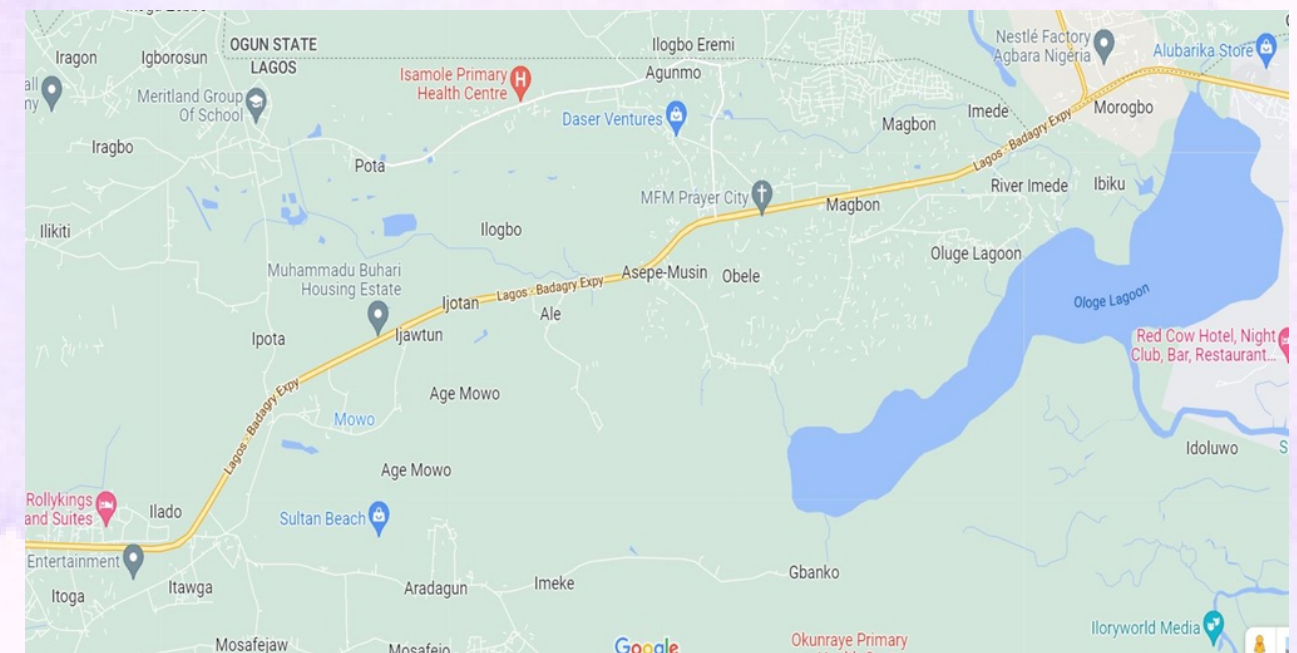 Iragon
Igborosun
OGUN STATE
LAGOS
Ilogbo Eremi
Agunmo
Nestlé Factory
Agbara Nigeria
Alubarika Store
Isamole Primary
Health Centre
Meritland Group
Of School
Daser Ventures
Imede
Morogbo
Magbon
Iragbo
Pota
Lagos - Badagry Expy
MFM Prayer City
River Imede
Ibiku
Magbon
Ilikiti
Ilogbo
Oluge Lagoon
Muhammadu Buhari
Housing Estate
Asepe-Musin
Obele
Ijotan
Lagos - Badagry Expy
Ale
Ologe Lagoon
Ipota
Ijawtun
Red Cow Hotel, Night
Club, Bar, Restaurant...
Age Mowo
Lagos - Badagry Expy
Mowo
Idoluwo
Age Mowo
Rollykings
and Suites
Ilado
Sultan Beach
Entertainment
Itoga
Itawga
Aradagun
Imeke
Gbanko
Mosafejaw
Mosafejo
Google
Okunraye Primary
Iloryworld Media